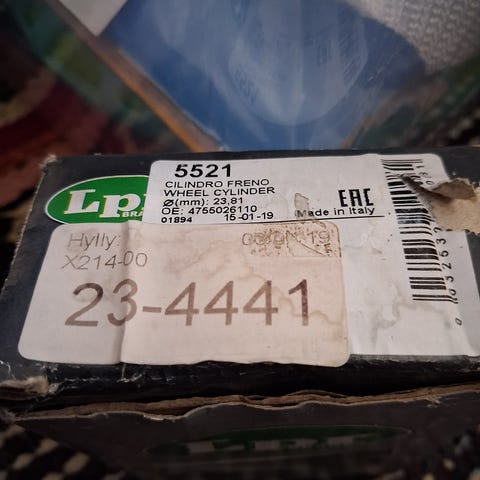 5521
CILINDRO FRENO
WHEEL CYLINDER
Ø(mm): 23,81
OE: 4755026110
01894 15-01-19
EAC
Made in Italy
Hylly:
X214-00
23-4441